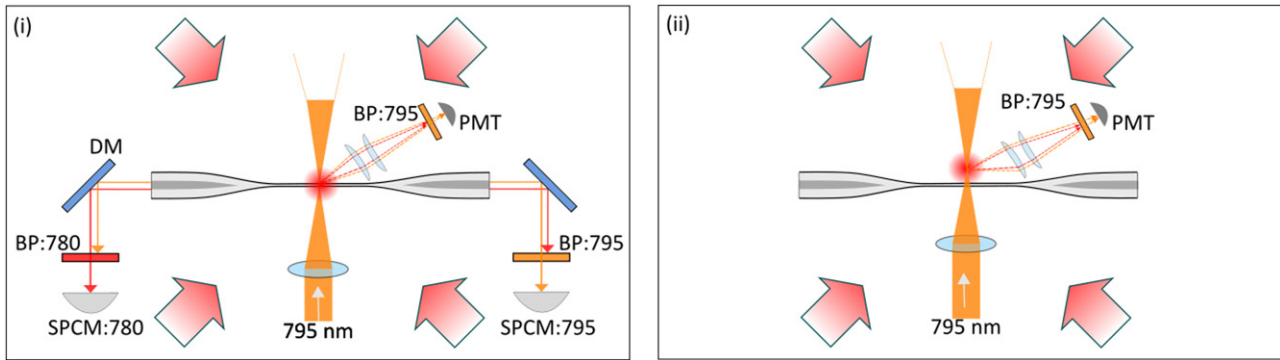 (i)
BP:795
PMT
DM
BP:780
BP:795
SPCM:780
795 nm
SPCM:795
(ii)
BP:795
PMT
795 nm